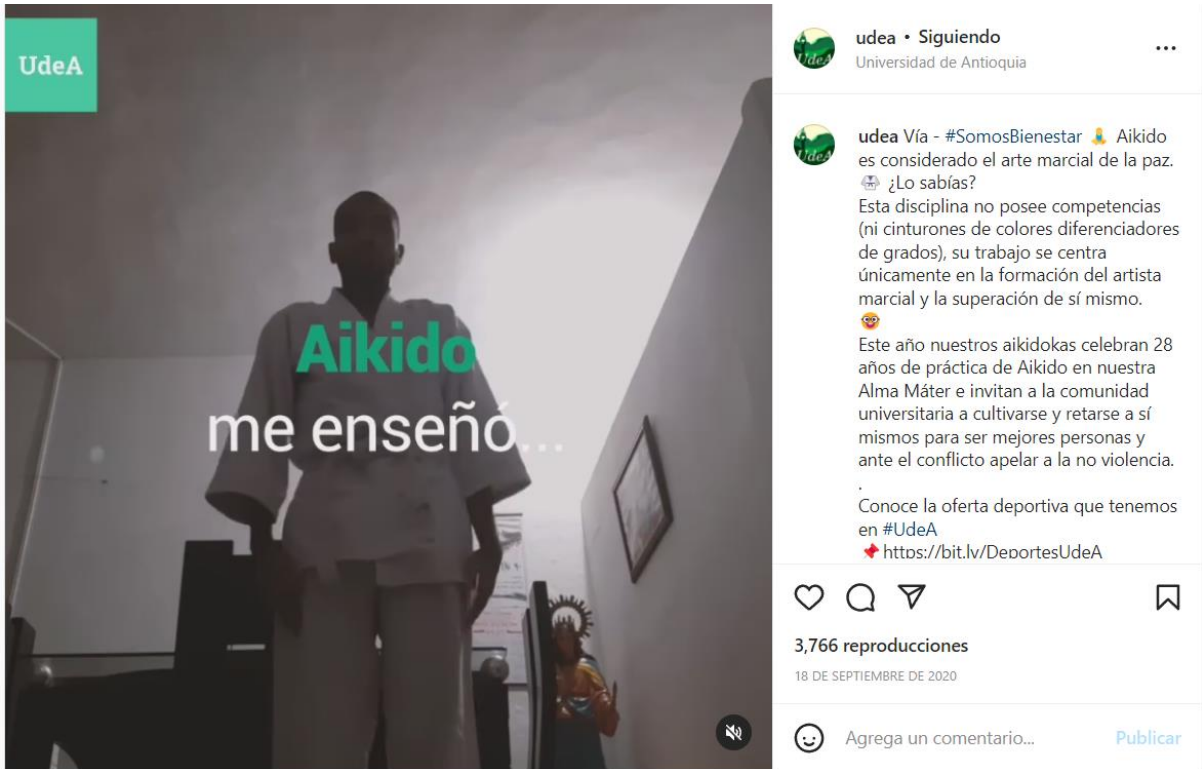 UdeA
Aikido
me enseñó...
udea • Siguiendo
Universidad de Antioquia
udea Vía - #SomosBienestar 🙏 Aikido
es considerado el arte marcial de la paz.
🥋 ¿Lo sabías?
Esta disciplina no posee competencias
(ni cinturones de colores diferenciadores
de grados), su trabajo se centra
únicamente en la formación del artista
marcial y la superación de sí mismo.
🤓
Este año nuestros aikidokas celebran 28
años de práctica de Aikido en nuestra
Alma Máter e invitan a la comunidad
universitaria a cultivarse y retarse a sí
mismos para ser mejores personas y
ante el conflicto apelar a la no violencia.
.
Conoce la oferta deportiva que tenemos
en #UdeA
📌https://bit.ly/DeportesUdeA
3,766 reproducciones
18 DE SEPTIEMBRE DE 2020
Agrega un comentario...
Publicar